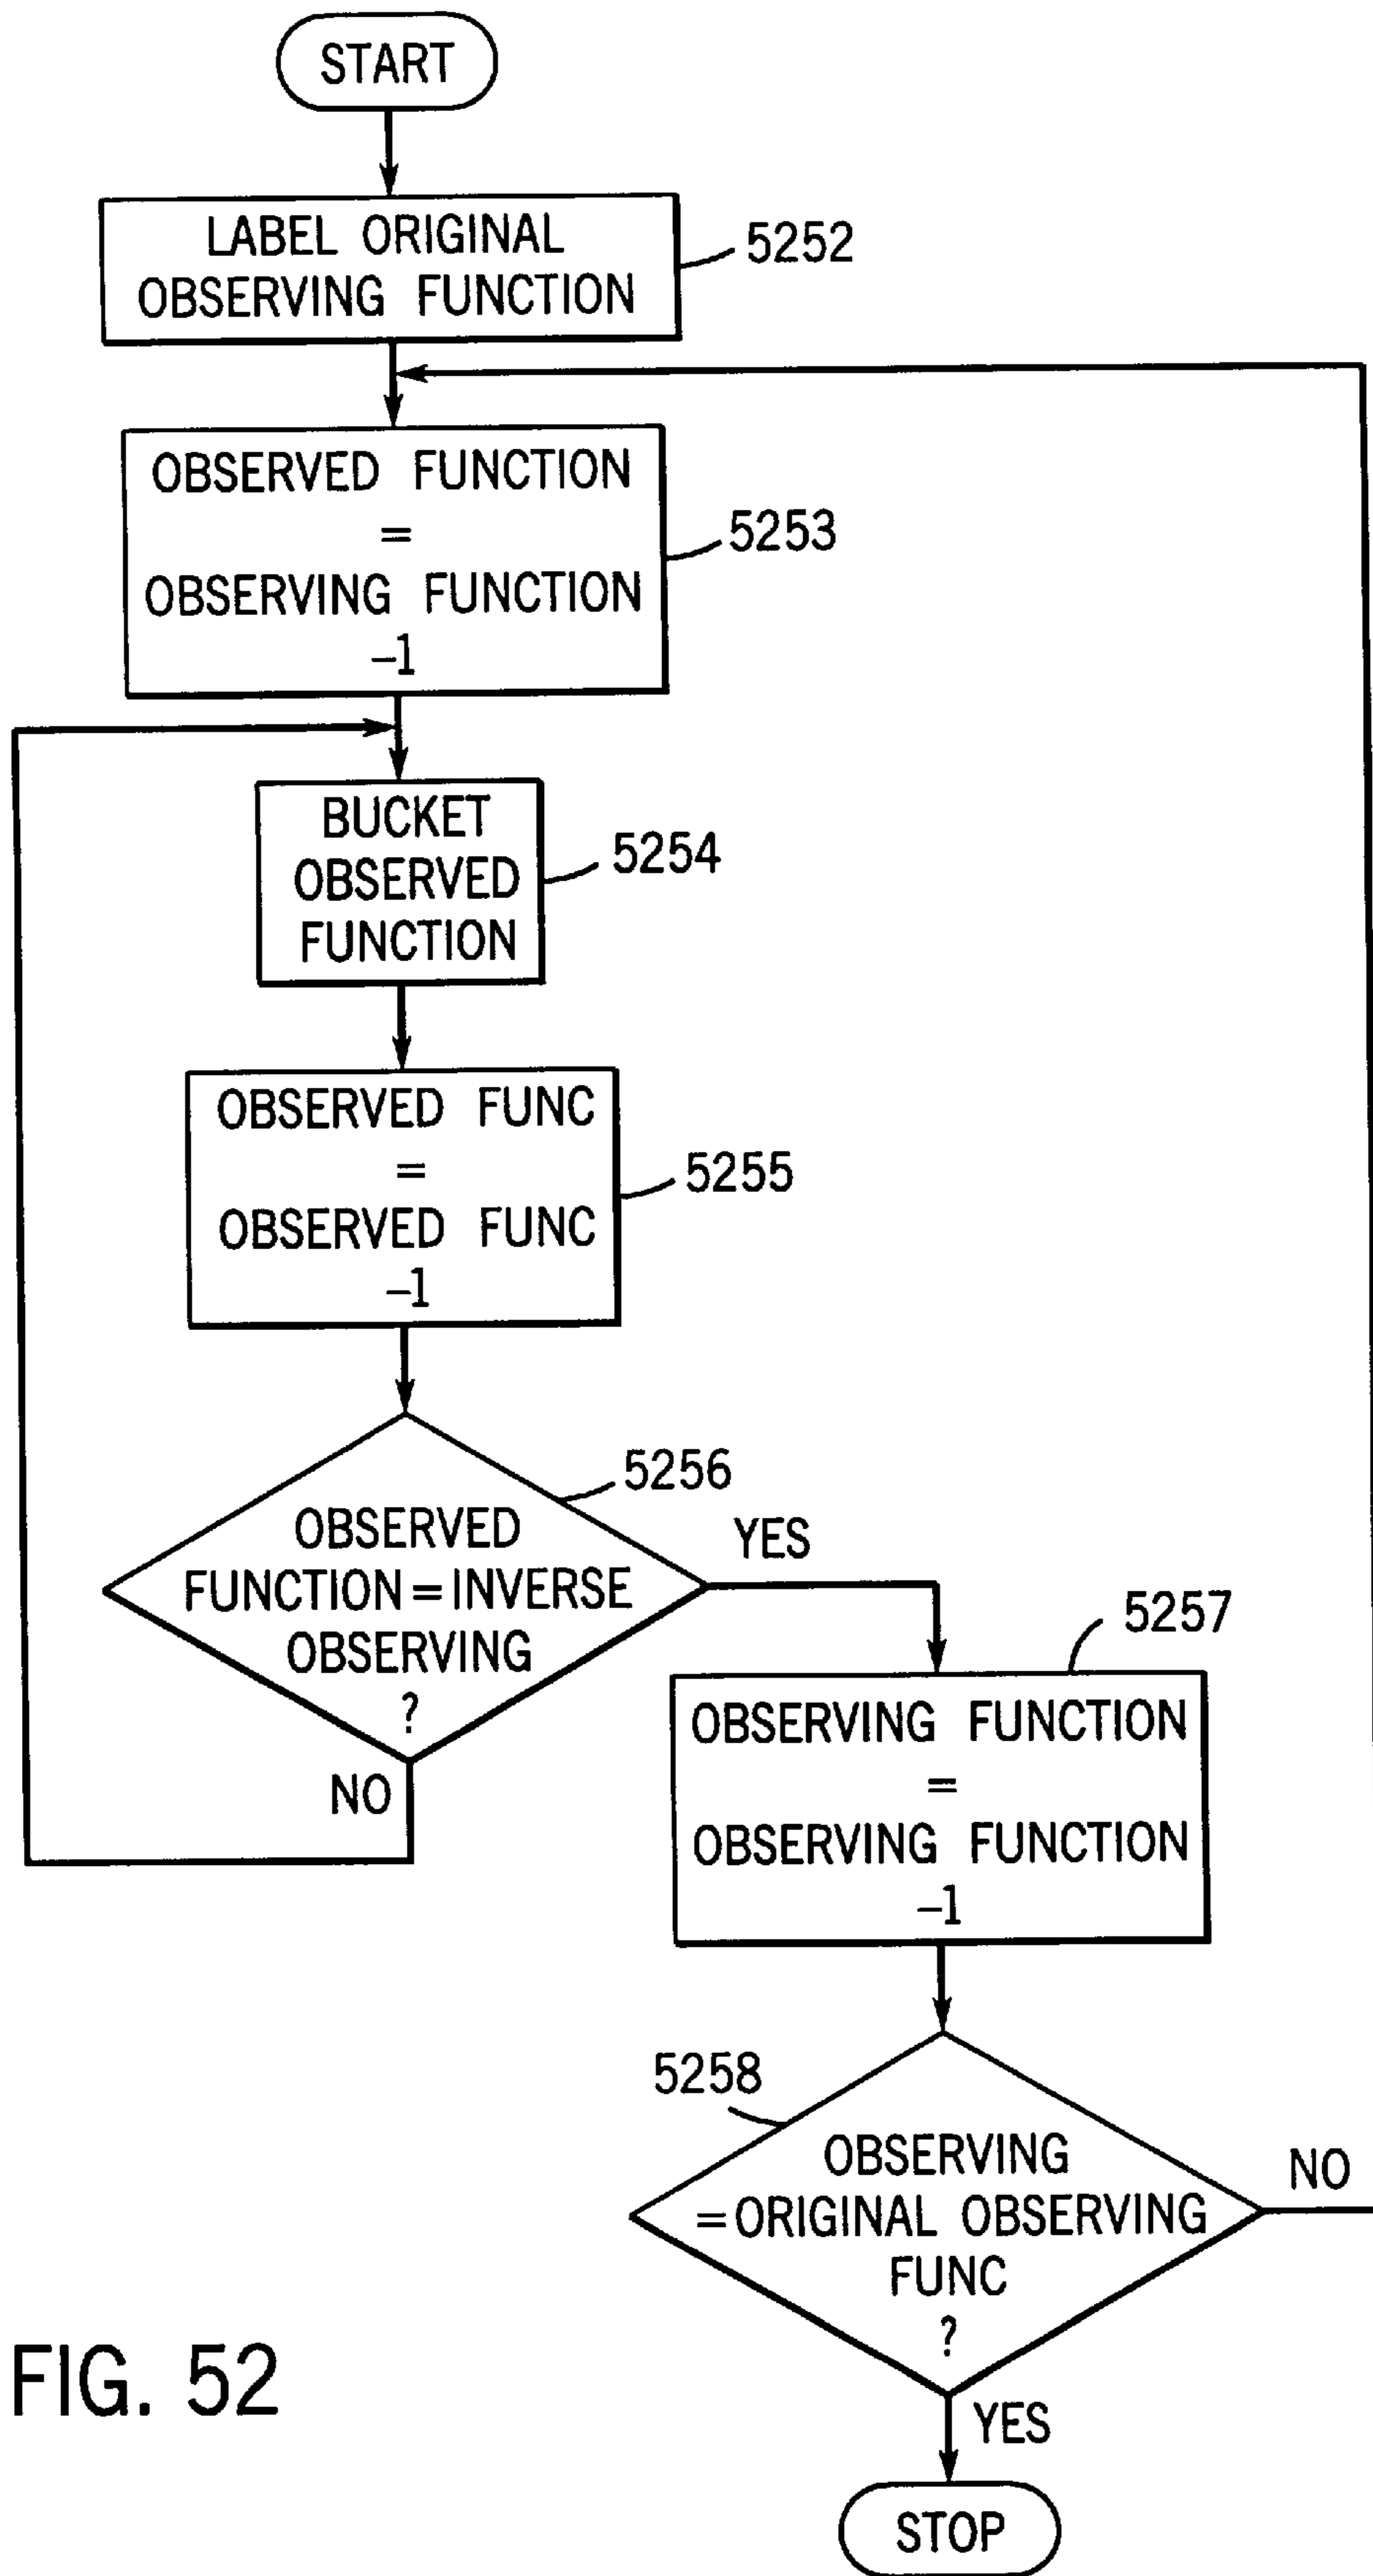 START
LABEL ORIGINAL
OBSERVING FUNCTION
5252
OBSERVED FUNCTION
=
OBSERVING FUNCTION
–1
5253
BUCKET
OBSERVED
FUNCTION
5254
OBSERVED FUNC
=
OBSERVED FUNC
–1
5255
5256
OBSERVED
FUNCTION = INVERSE
OBSERVING
?
YES
NO
5257
OBSERVING FUNCTION
=
OBSERVING FUNCTION
–1
5258
OBSERVING
= ORIGINAL OBSERVING
FUNC
?
NO
YES
STOP
FIG. 52